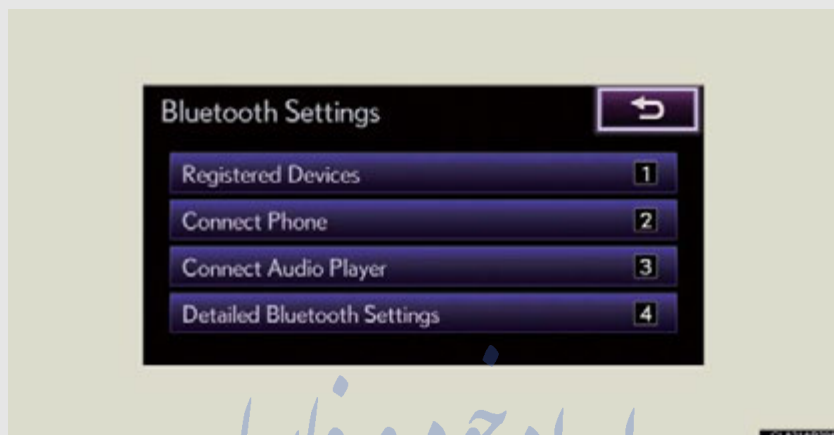 Bluetooth Settings
Registered Devices 1
Connect Phone 2
Connect Audio Player 3
Detailed Bluetooth Settings 4